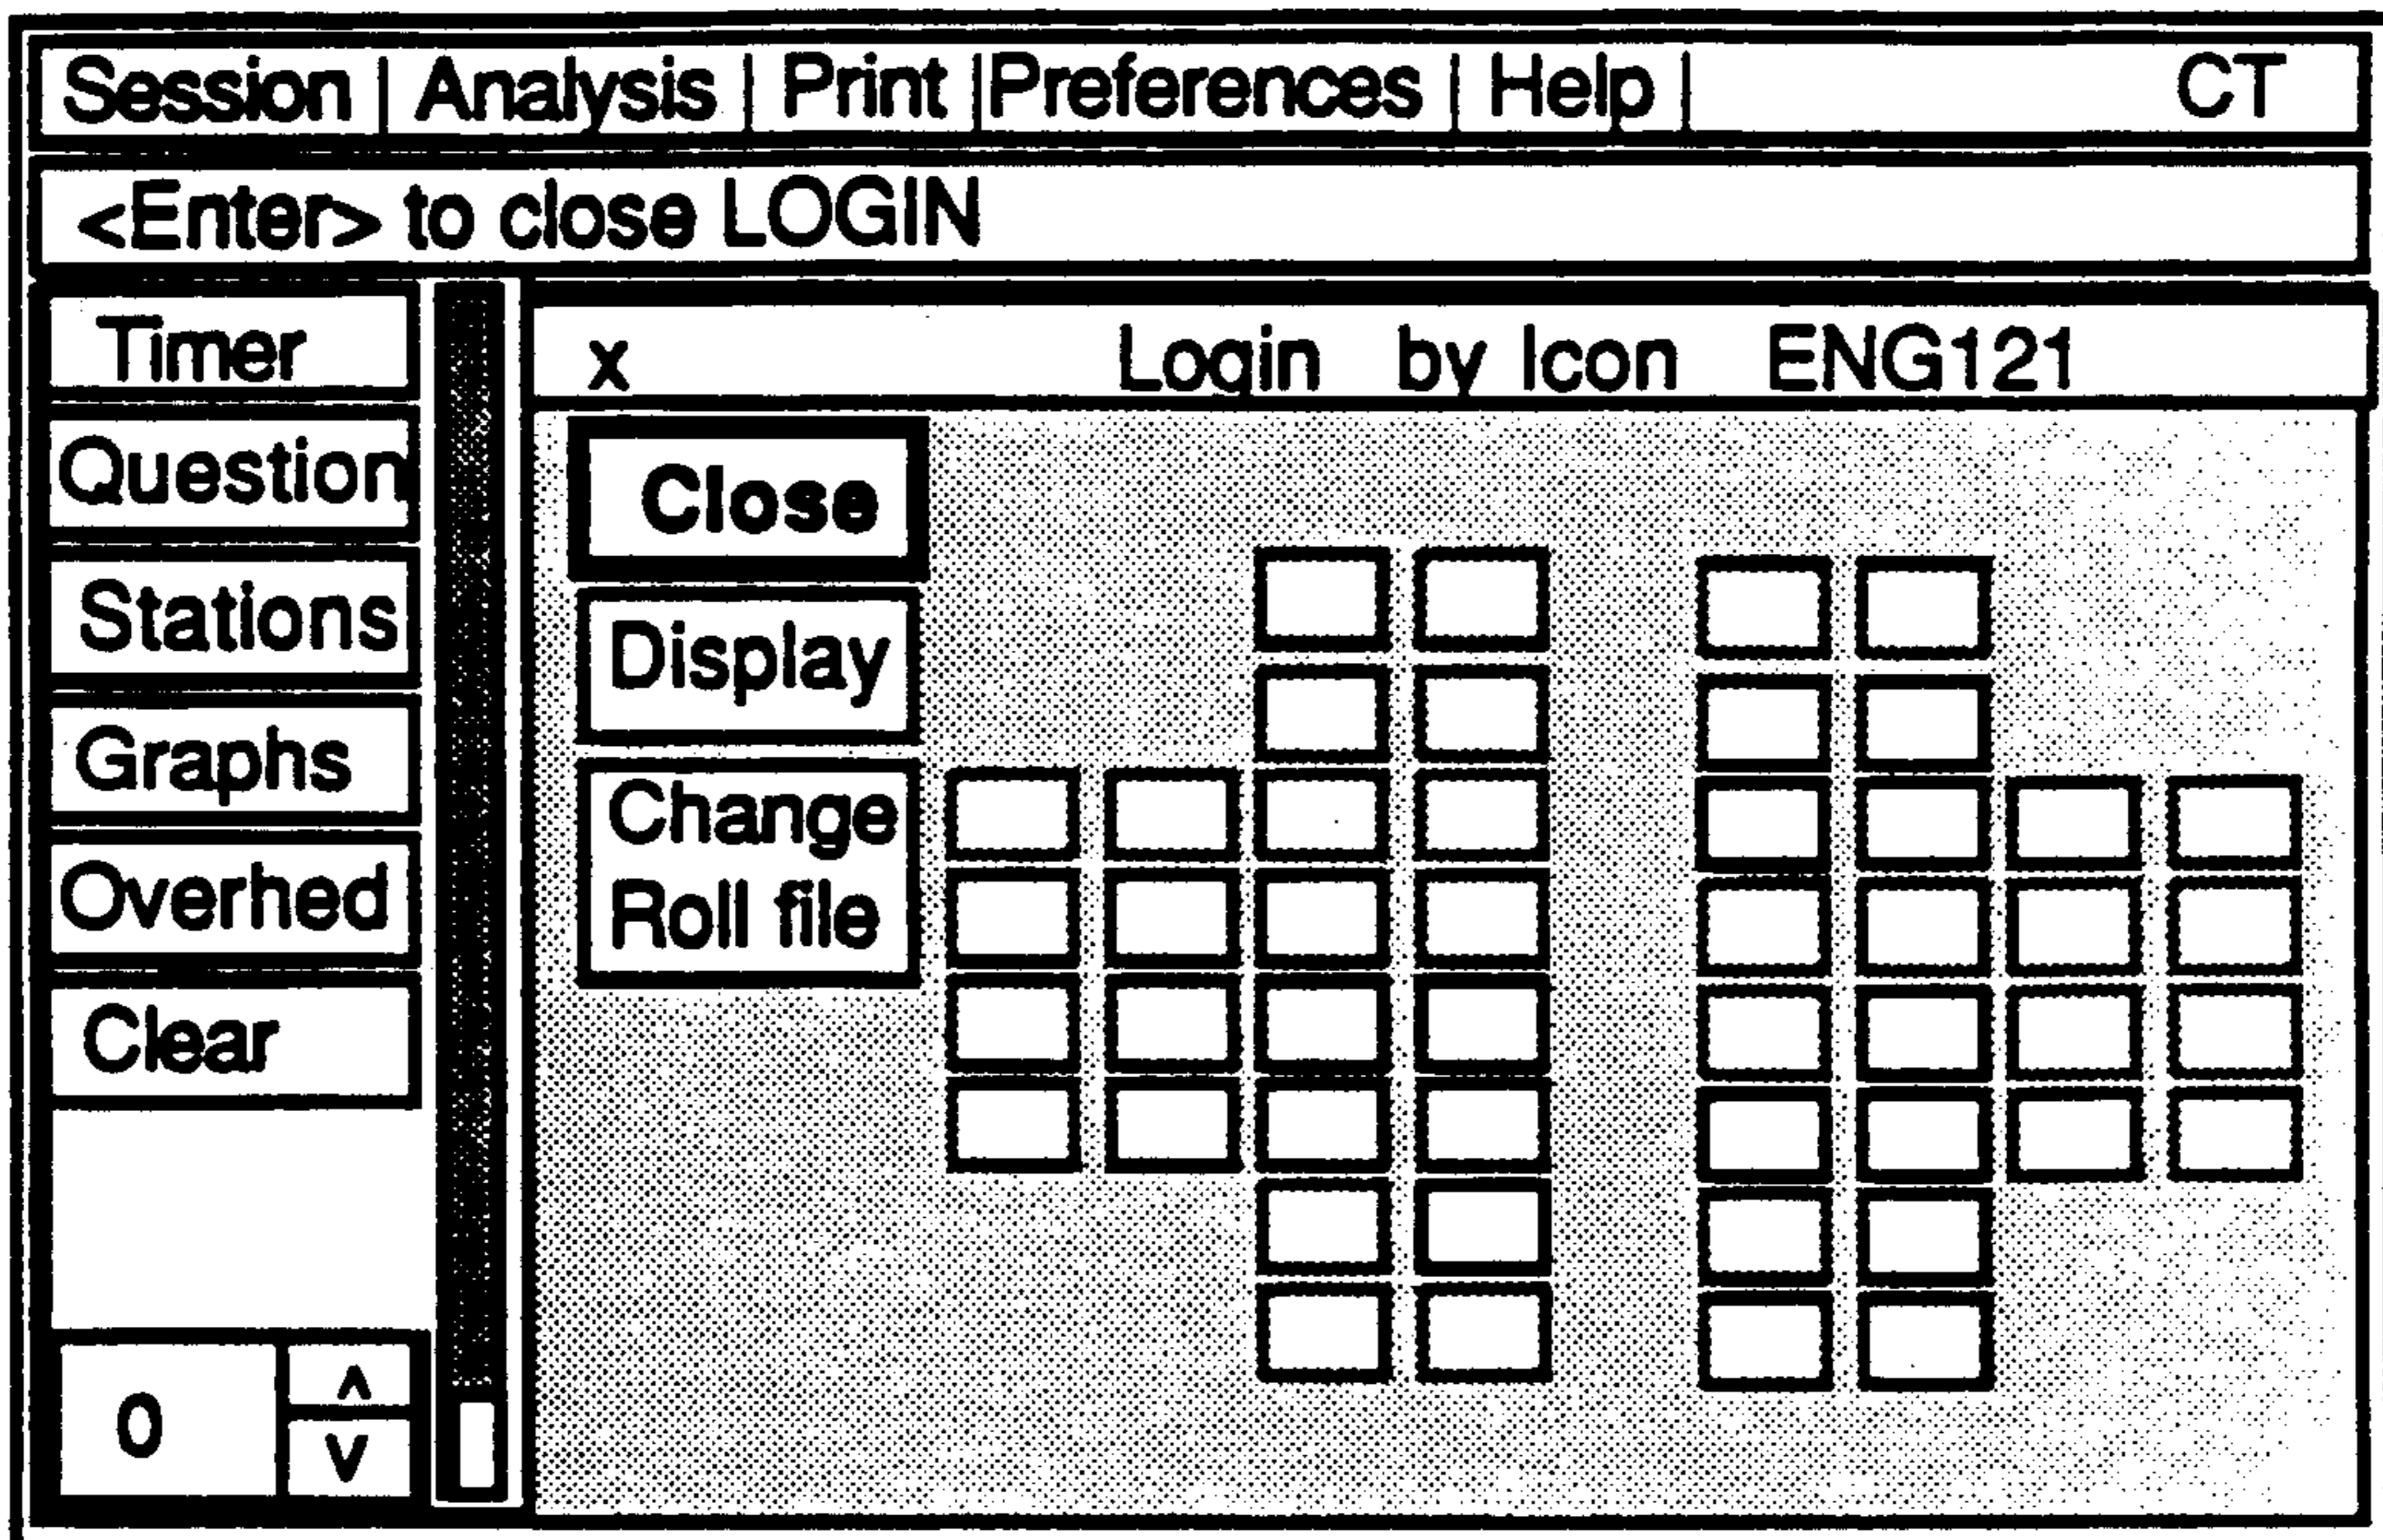 Session | Analysis | Print | Preferences | Help | CT
<Enter> to close LOGIN
Timer
Question
Stations
Graphs
Overhed
Clear
0
^
v
x Login by Icon ENG121
Close
Display
Change
Roll file